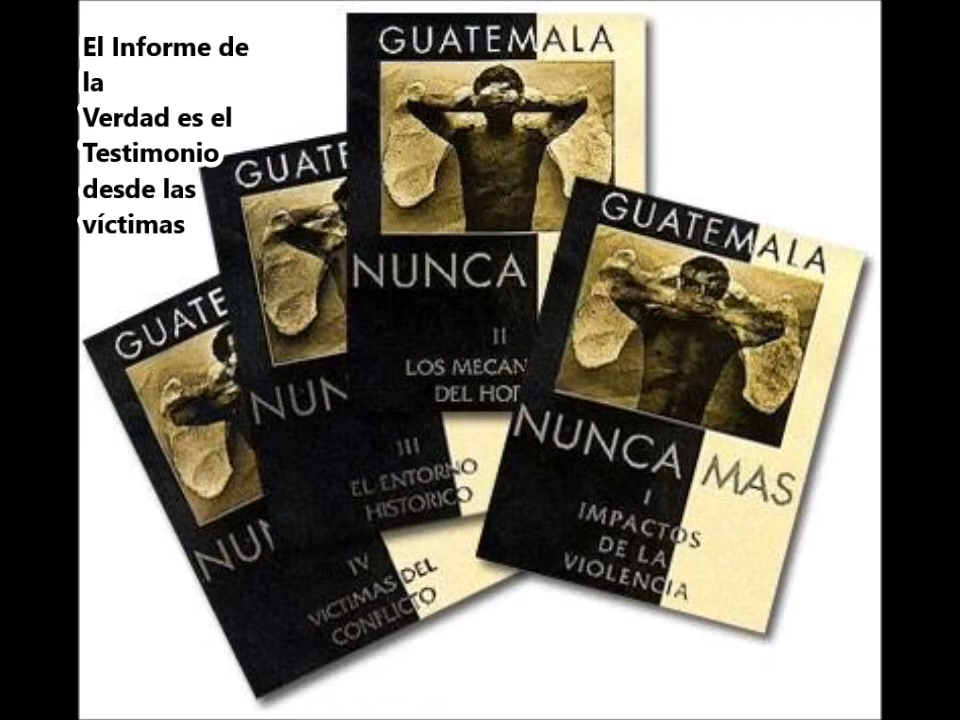 El Informe de
la
Verdad es el
Testimonio
desde las
víctimas
GUATEMALA
NUNCA
II
LOS MECAN
DEL HOR
GUATEMALA
NUNCA MAS
I
IMPACTOS
DE LA
VIOLENCIA
GUATE
NUN
III
EL ENTORNO
HISTORICO
GUATE
NUN
IV
VICTIMAS DEL
CONFLICTO